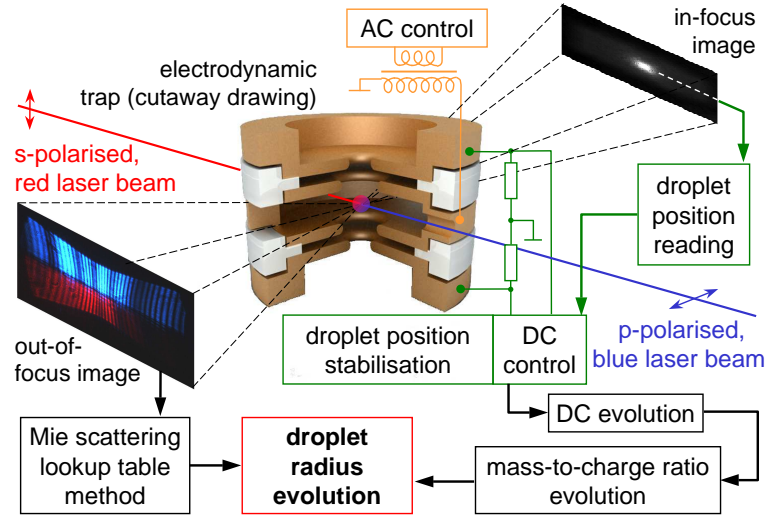 AC control
in-focus
image
electrodynamic
trap (cutaway drawing)
s-polarised,
red laser beam
droplet
position
reading
out-of-
focus image
droplet position
stabilisation
DC
control
p-polarised,
blue laser beam
DC evolution
Mie scattering
lookup table
method
droplet
radius
evolution
mass-to-charge ratio
evolution